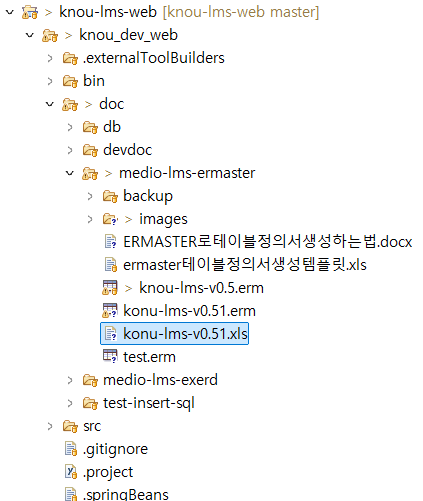 > knou-lms-web [knou-lms-web master]
> knou_dev_web
.externalToolBuilders
bin
> doc
db
devdoc
> medio-lms-ermaster
backup
> images
ERMASTER로테이블정의서생성하는법.docx
ermaster테이블정의서생성템플릿.xls
> knou-lms-v0.5.erm
konu-lms-v0.51.erm
konu-lms-v0.51.xls
test.erm
medio-lms-exerd
test-insert-sql
src
.gitignore
.project
.springBeans